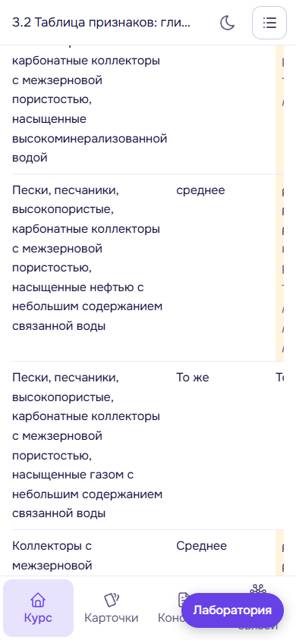 3.2 Таблица признаков: гли...
карбонатные коллекторы
с межзерновой
пористостью,
насыщенные
высокоминерализованной
водой
Пески, песчаники,
высокопористые,
карбонатные коллекторы
с межзерновой
пористостью,
насыщенные нефтью с
небольшим содержанием
связанной воды
среднее
Пески, песчаники,
высокопористые,
карбонатные коллекторы
с межзерновой
пористостью,
насыщенные газом с
небольшим содержанием
связанной воды
То же
Коллекторы с
межзерновой
Среднее
Курс
Карточки
Лаборатория